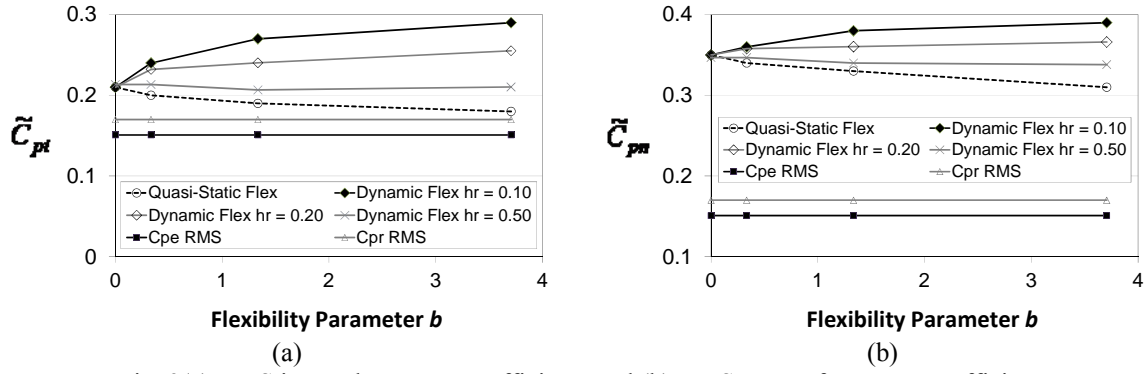 0.3
0.2
0.1
0
C̃pi
Quasi-Static Flex
Dynamic Flex hr = 0.10
Dynamic Flex hr = 0.20
Dynamic Flex hr = 0.50
Cpe RMS
Cpr RMS
0 1 2 3 4
Flexibility Parameter b
(a)
0.4
0.3
0.2
0.1
C̃pn
Quasi-Static Flex
Dynamic Flex hr = 0.10
Dynamic Flex hr = 0.20
Dynamic Flex hr = 0.50
Cpe RMS
Cpr RMS
0 1 2 3 4
Flexibility Parameter b
(b)